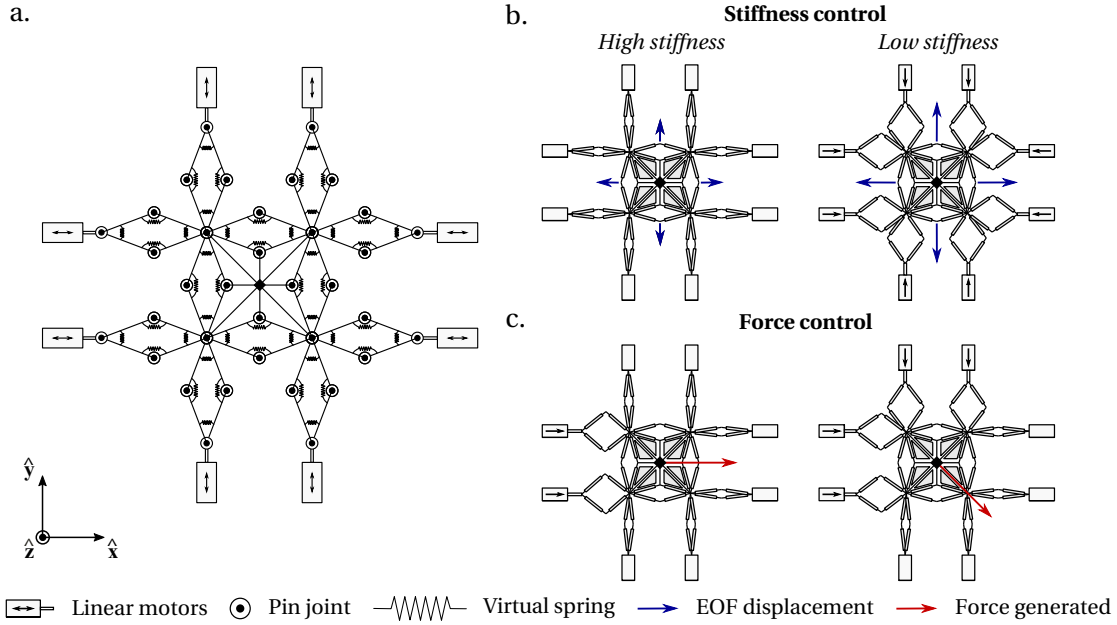 a.
b.
Stiffness control
High stiffness
Low stiffness
c.
Force control
ŷ
ẑ
x̂
Linear motors
Pin joint
Virtual spring
EOF displacement
Force generated